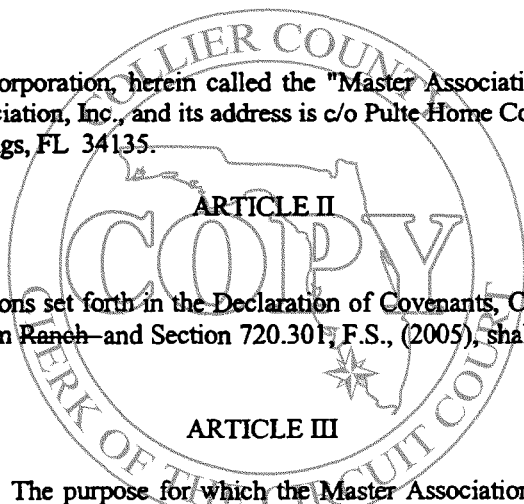 COLLIER COUNTY
orporation, herein called the "Master Associati
ciation, Inc., and its address is c/o Pulte Home Co
gs, FL 34135.
ARTICLE II
COPY
ons set forth in the Declaration of Covenants, C
n Ranch and Section 720.301, F.S., (2005), sha
ARTICLE III
CLERK OF THE CIRCUIT COURT
The purpose for which the Master Association